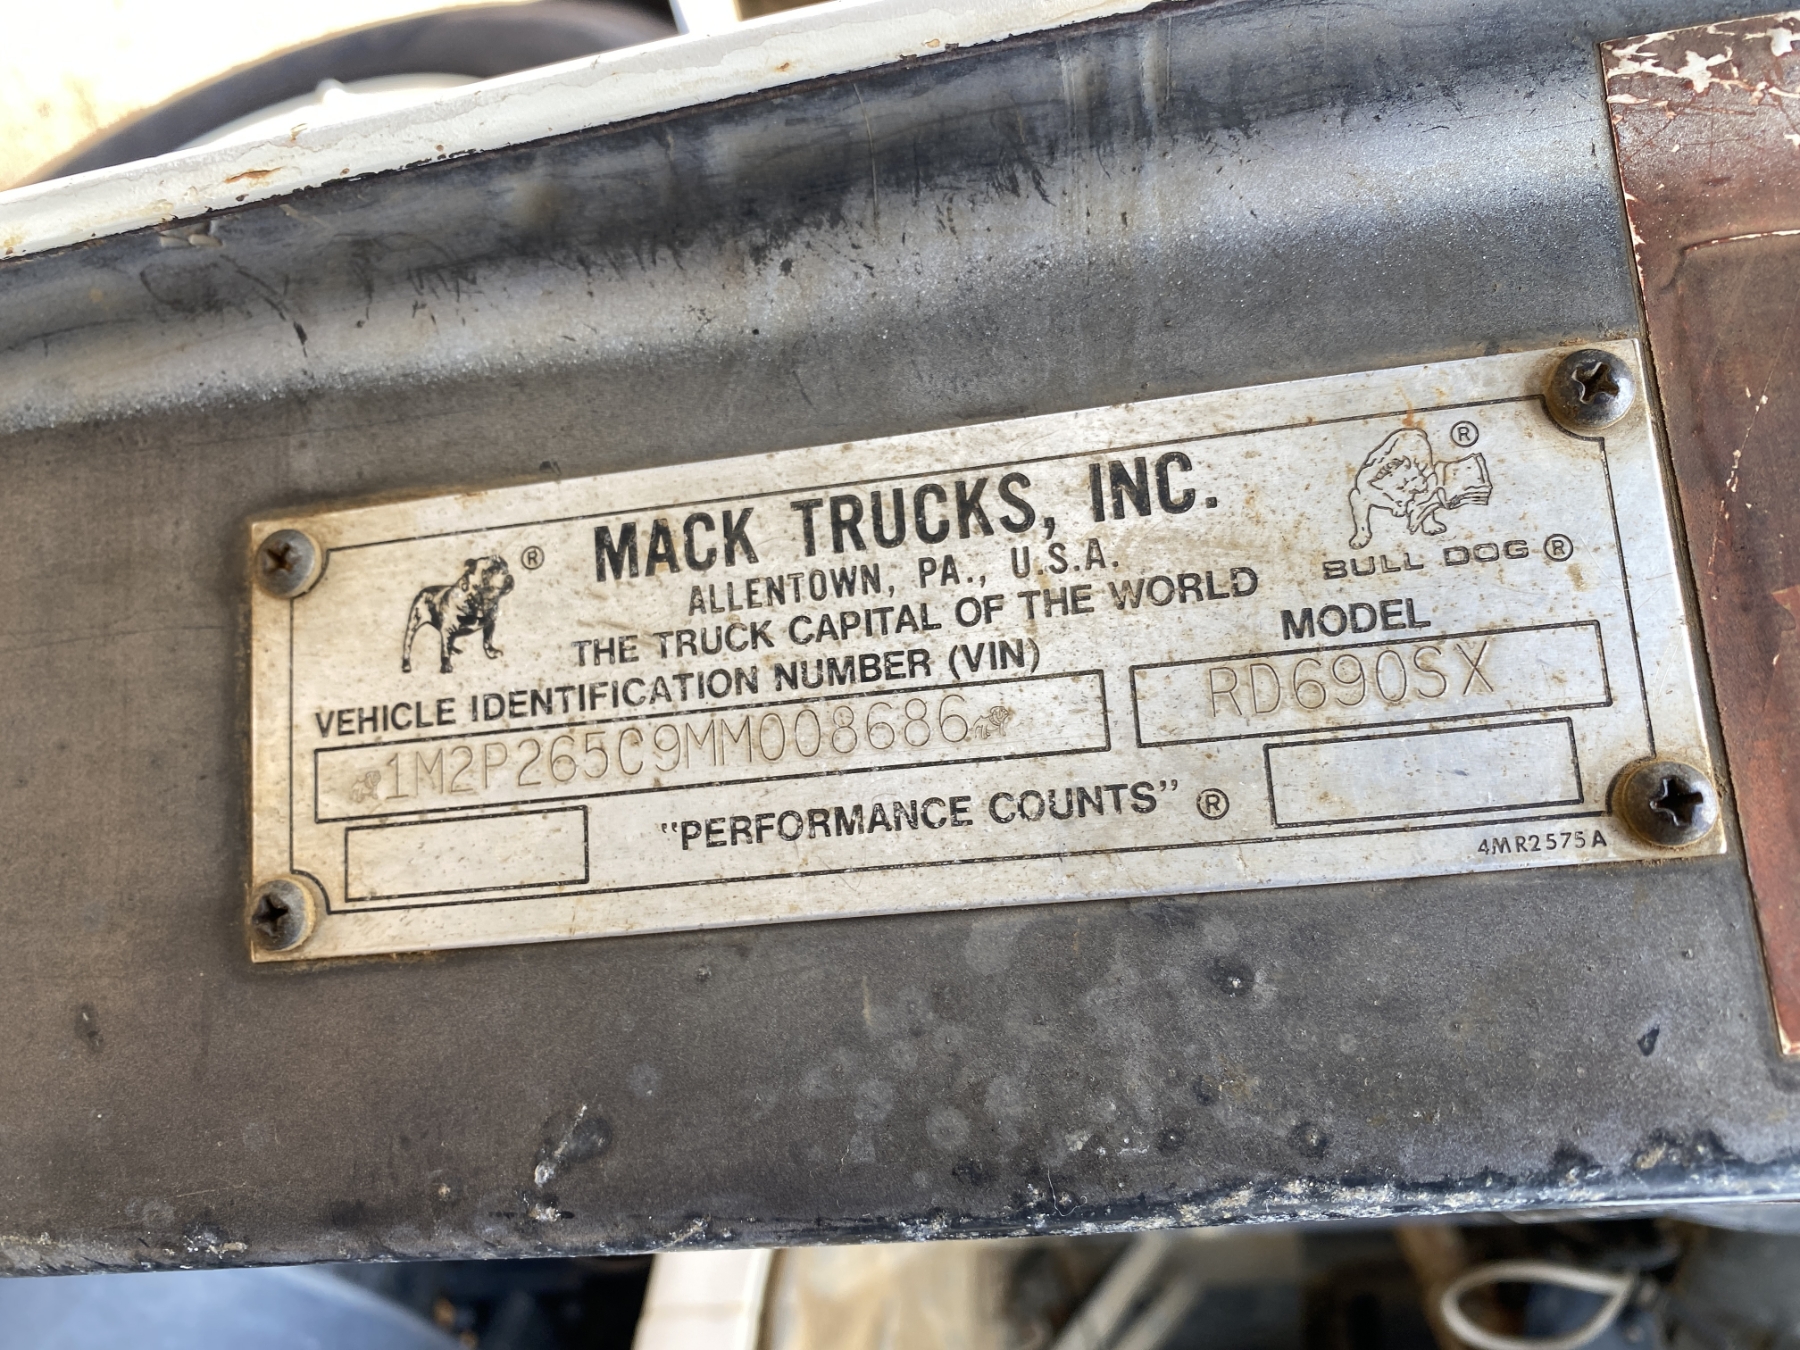 MACK TRUCKS, INC.
ALLENTOWN, PA., U.S.A.
THE TRUCK CAPITAL OF THE WORLD
®
®
BULL DOG ®
VEHICLE IDENTIFICATION NUMBER (VIN)
MODEL
1M2P265C9MM008686
RD690SX
"PERFORMANCE COUNTS" ®
4MR2575A